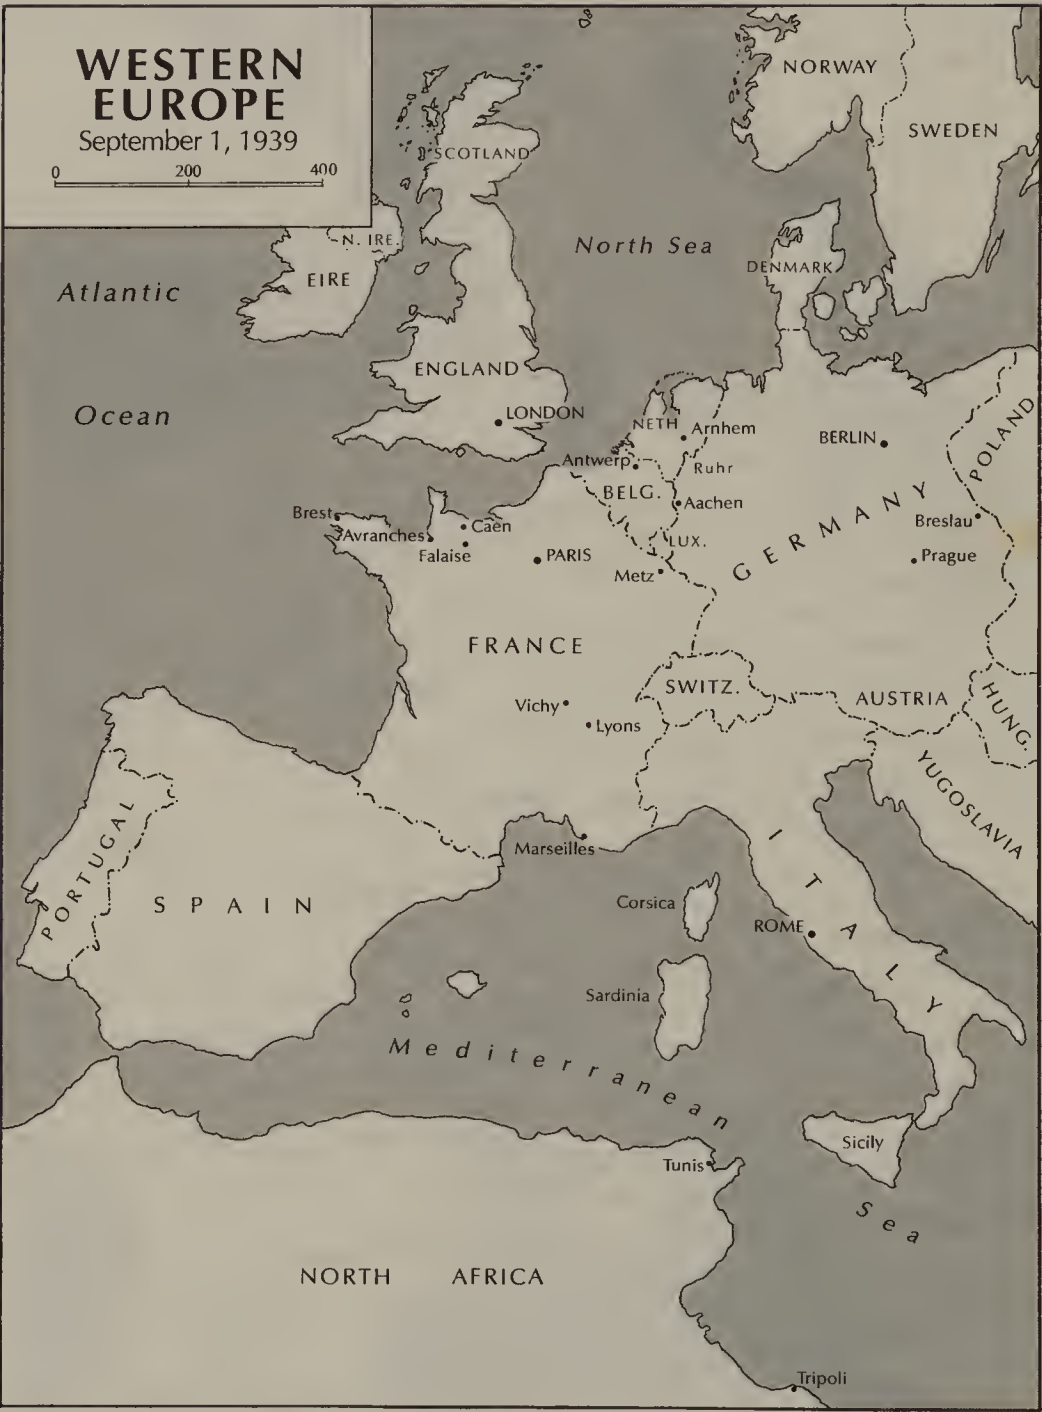 WESTERN
EUROPE
September 1, 1939
0 200 400
NORWAY
SWEDEN
SCOTLAND
N. IRE.
EIRE
North Sea
DENMARK
Atlantic
Ocean
ENGLAND
LONDON
NETH
Arnhem
BERLIN
POLAND
Antwerp
Ruhr
BELG.
Aachen
GERMANY
Breslau
Brest
Avranches
Caen
Falaise
PARIS
LUX.
Metz
Prague
FRANCE
SWITZ.
AUSTRIA
HUNG.
Vichy
Lyons
YUGOSLAVIA
PORTUGAL
SPAIN
Marseilles
ITALY
Corsica
ROME
Sardinia
Mediterranean
Sea
Sicily
Tunis
NORTH AFRICA
Tripoli